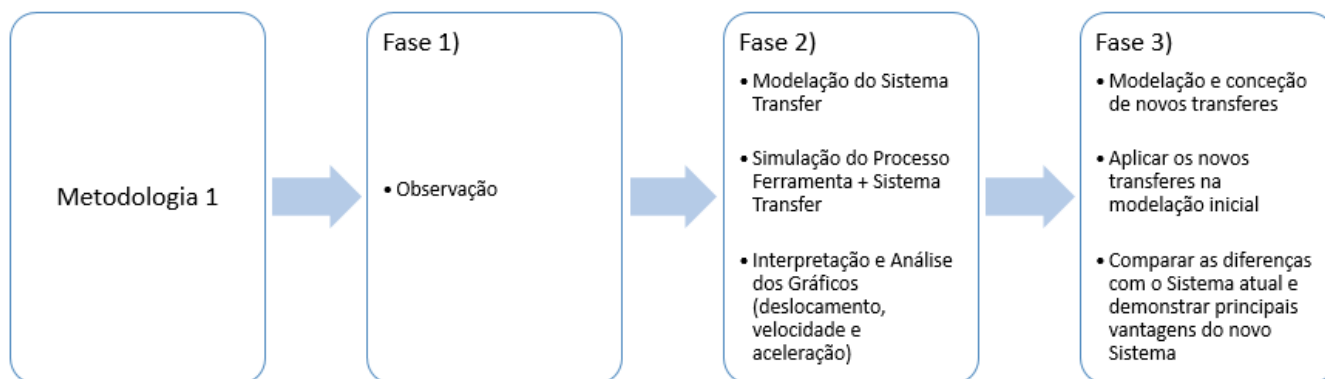 Metodologia 1
Fase 1)
• Observação
Fase 2)
• Modelação do Sistema
Transfer
• Simulação do Processo
Ferramenta + Sistema
Transfer
• Interpretação e Análise
dos Gráficos
(deslocamento,
velocidade e
aceleração)
Fase 3)
• Modelação e conceção
de novos transferes
• Aplicar os novos
transferes na
modelação inicial
• Comparar as diferenças
com o Sistema atual e
demonstrar principais
vantagens do novo
Sistema